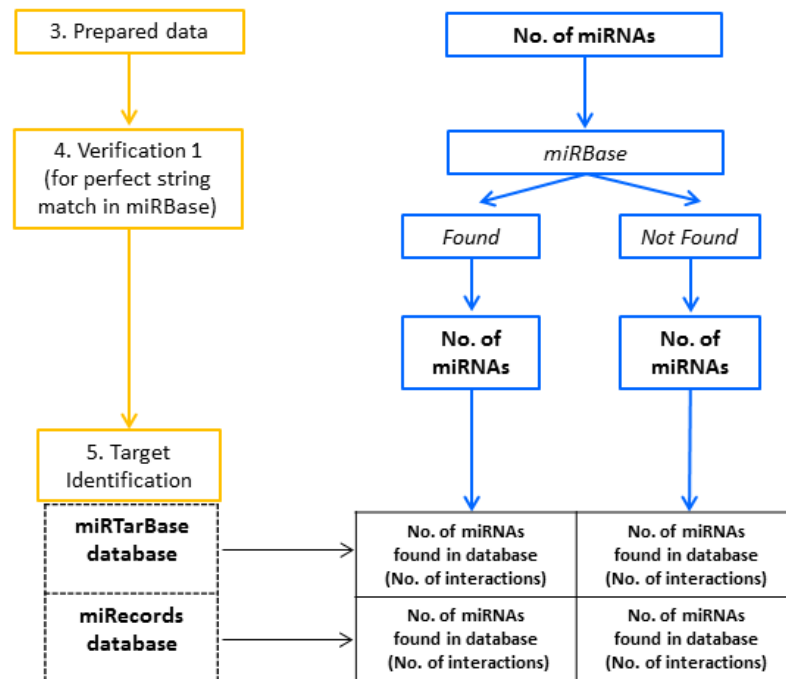 3. Prepared data
No. of miRNAs
4. Verification 1
(for perfect string
match in miRBase)
miRBase
Found
Not Found
No. of
miRNAs
No. of
miRNAs
5. Target
Identification
miRTarBase
database
No. of miRNAs
found in database
(No. of interactions)
No. of miRNAs
found in database
(No. of interactions)
miRecords
database
No. of miRNAs
found in database
(No. of interactions)
No. of miRNAs
found in database
(No. of interactions)